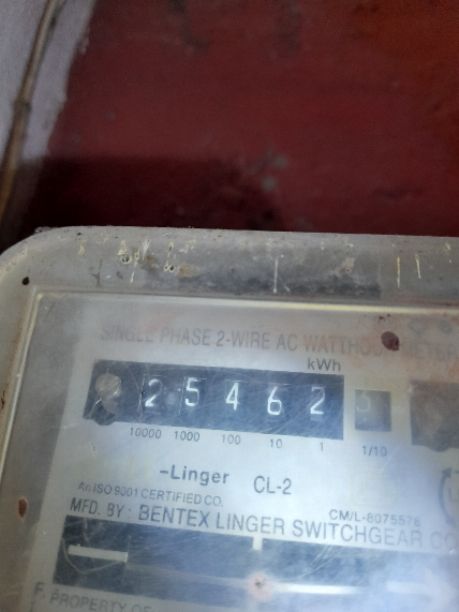 SINGLE PHASE 2-WIRE AC WATTHOUR METER
kWh
2 5 4 6 2
10000 1000 100 10 1 1/10
-Linger CL-2
An ISO 9001 CERTIFIED CO.
CM/L-8075576
MFD. BY : BENTEX LINGER SWITCHGEAR CO
PROPERTY OF